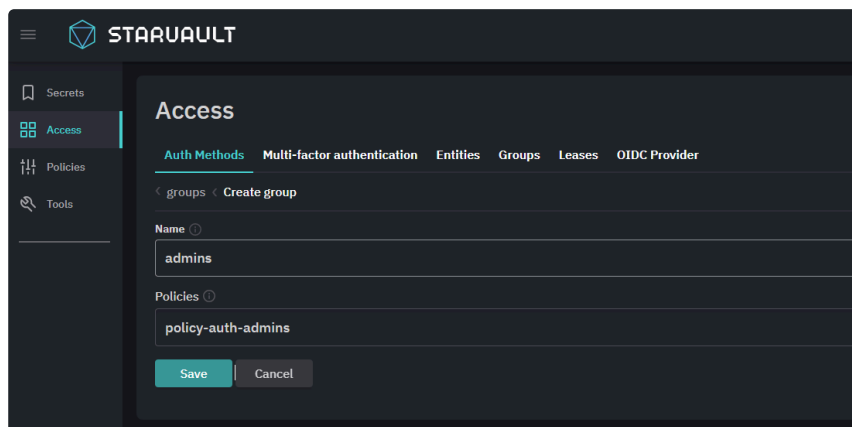 STARVAULT
Secrets
Access
Policies
Tools
Access
Auth Methods Multi-factor authentication Entities Groups Leases OIDC Provider
groups Create group
Name
admins
Policies
policy-auth-admins
Save Cancel